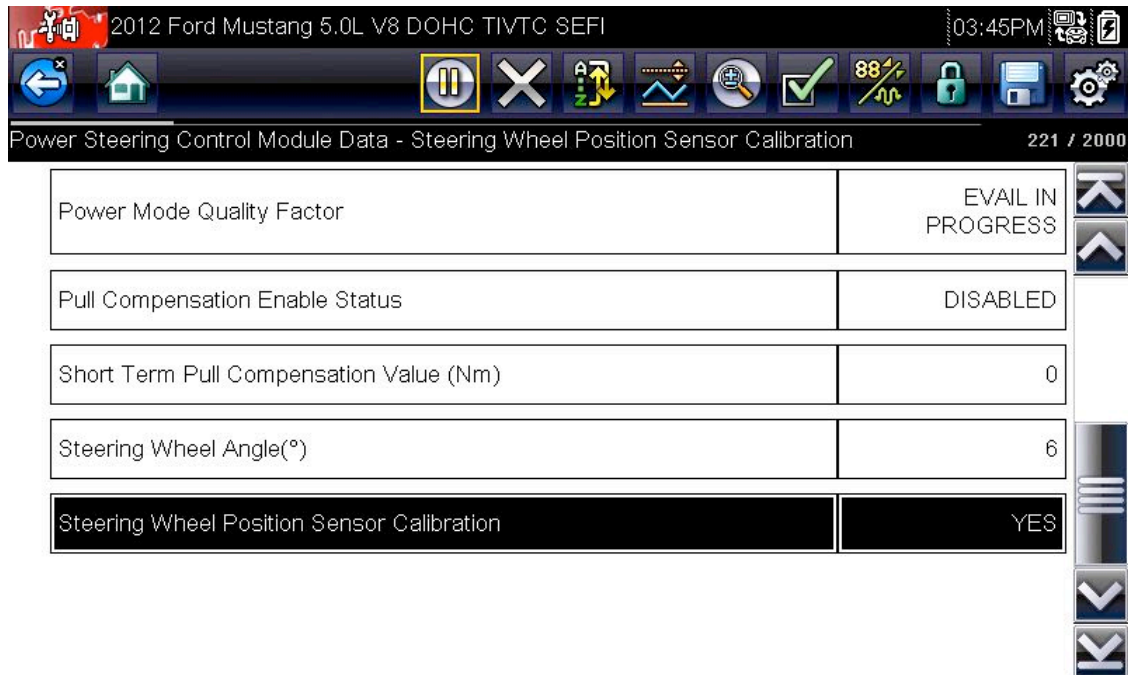 2012 Ford Mustang 5.0L V8 DOHC TIVTC SEFI
03:45PM
Power Steering Control Module Data - Steering Wheel Position Sensor Calibration
221 / 2000
Power Mode Quality Factor
EVAIL IN
PROGRESS
Pull Compensation Enable Status
DISABLED
Short Term Pull Compensation Value (Nm)
0
Steering Wheel Angle(°)
6
Steering Wheel Position Sensor Calibration
YES